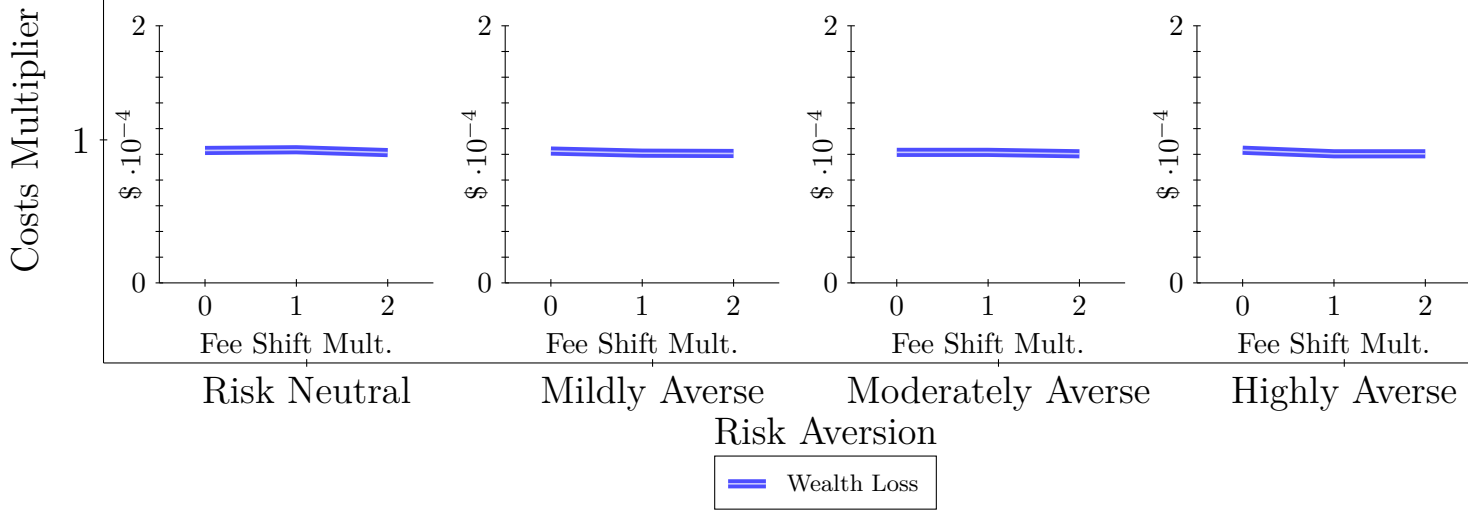 Costs Multiplier
1
2
$ ·10⁻⁴
0
0 1 2
Fee Shift Mult.
2
$ ·10⁻⁴
0
0 1 2
Fee Shift Mult.
2
$ ·10⁻⁴
0
0 1 2
Fee Shift Mult.
2
$ ·10⁻⁴
0
0 1 2
Fee Shift Mult.
Risk Neutral
Mildly Averse
Moderately Averse
Highly Averse
Risk Aversion
Wealth Loss